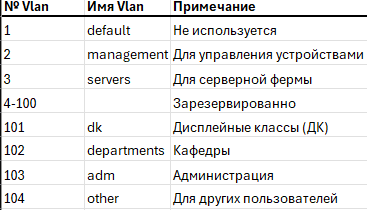 № Vlan Имя Vlan Примечание
1 default Не используется
2 management Для управления устройствами
3 servers Для серверной фермы
4-100 Зарезервированно
101 dk Дисплейные классы (ДК)
102 departments Кафедры
103 adm Администрация
104 other Для других пользователей